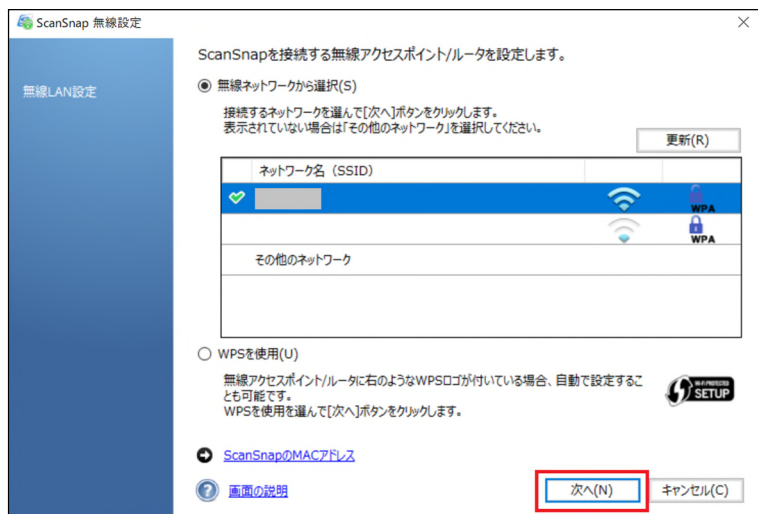 ScanSnap 無線設定
無線LAN設定
ScanSnapを接続する無線アクセスポイント/ルータを設定します。
無線ネットワークから選択(S)
接続するネットワークを選んで[次へ]ボタンをクリックします。
表示されていない場合は「その他のネットワーク」を選択してください。
更新(R)
ネットワーク名（SSID）
WPA
WPA
その他のネットワーク
WPSを使用(U)
無線アクセスポイント/ルータに右のようなWPSロゴが付いている場合、自動で設定するこ
とも可能です。
WPSを使用を選んで[次へ]ボタンをクリックします。
WI-FI PROTECTED
SETUP
ScanSnapのMACアドレス
画面の説明
次へ(N)
キャンセル(C)